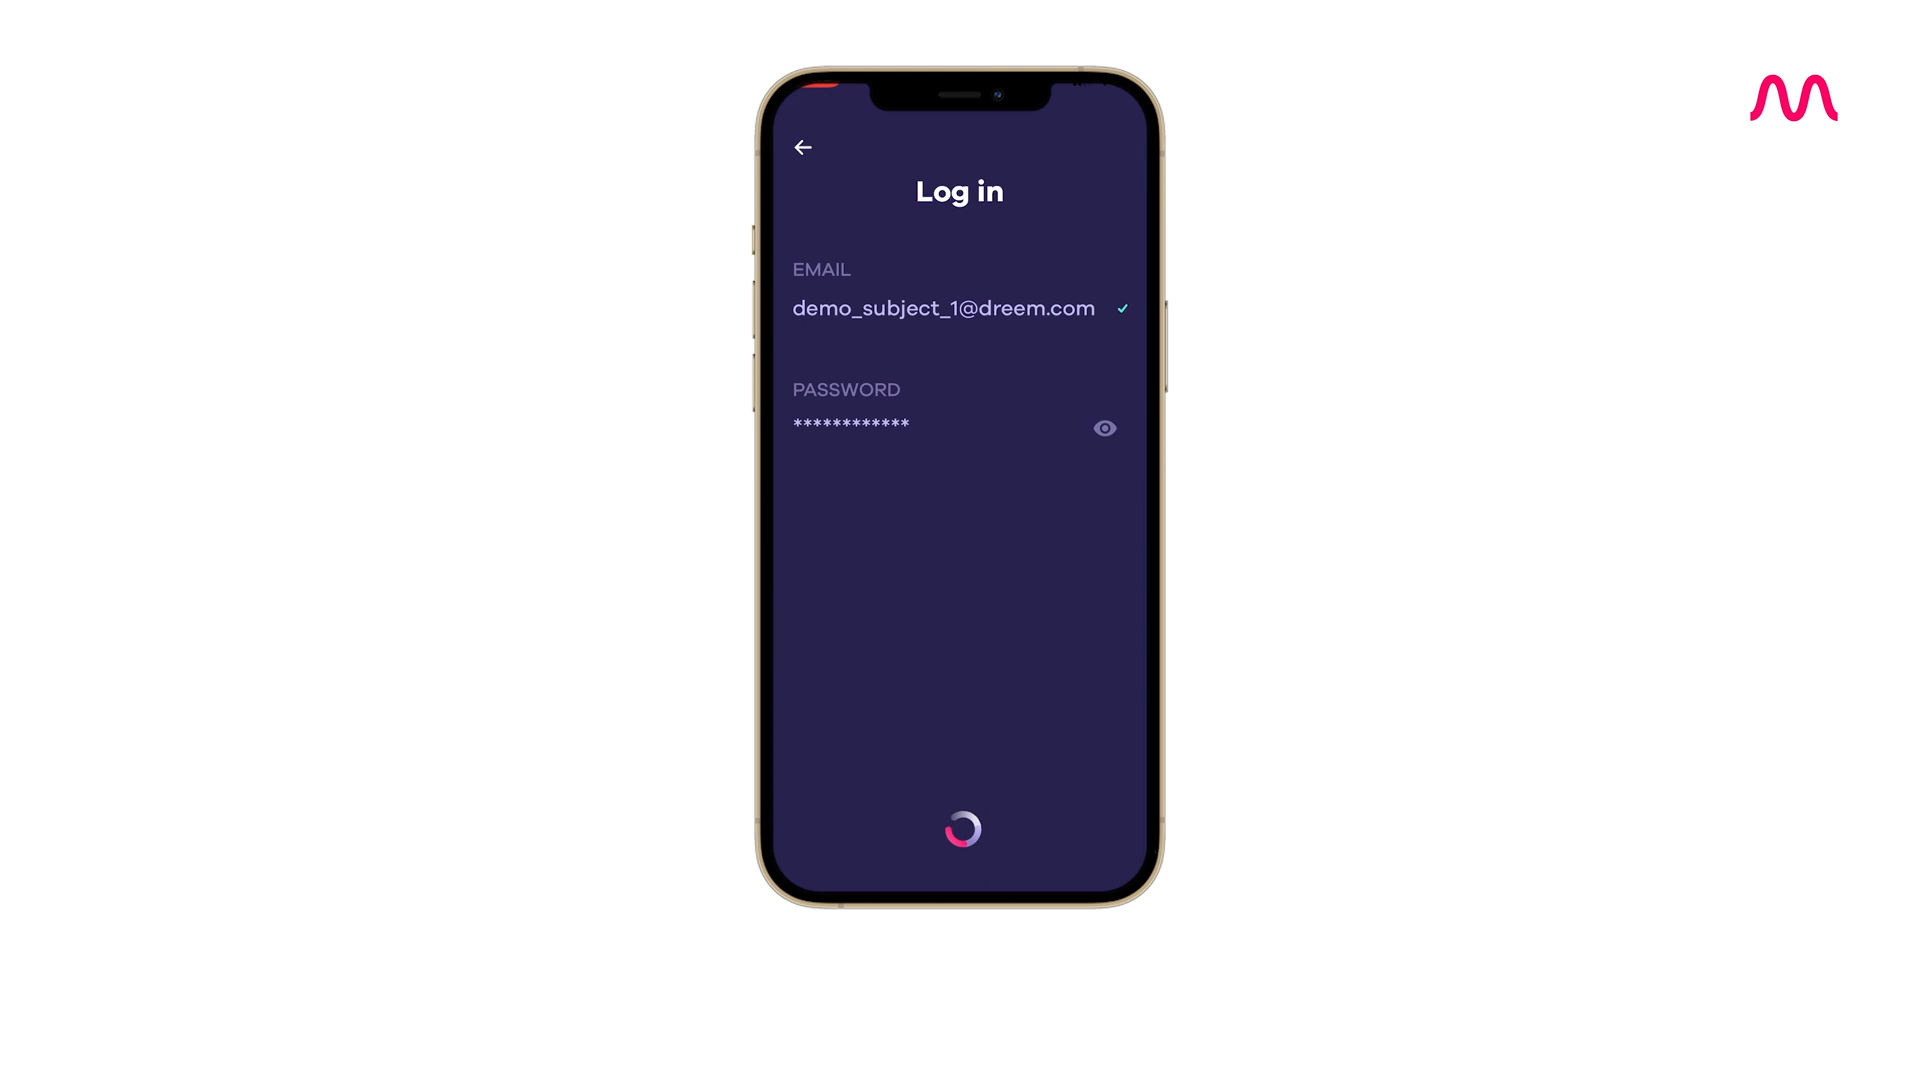 Log in
EMAIL
demo_subject_1@dreem.com
PASSWORD
************